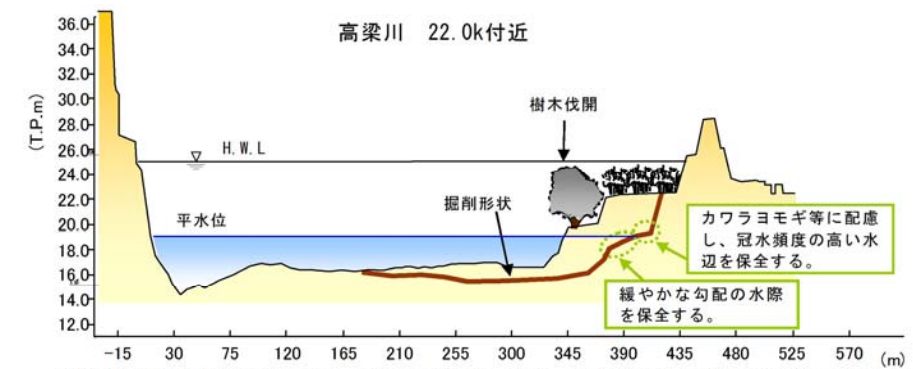 高梁川 22.0k付近
(T.P.m)
36.0
34.0
32.0
30.0
28.0
26.0
24.0
22.0
20.0
18.0
16.0
14.0
12.0
樹木伐開
H.W.L
掘削形状
平水位
カワラヨモギ等に配慮
し、冠水頻度の高い水
辺を保全する。
緩やかな勾配の水際
を保全する。
-15 30 75 120 165 210 255 300 345 390 435 480 525 570 (m)